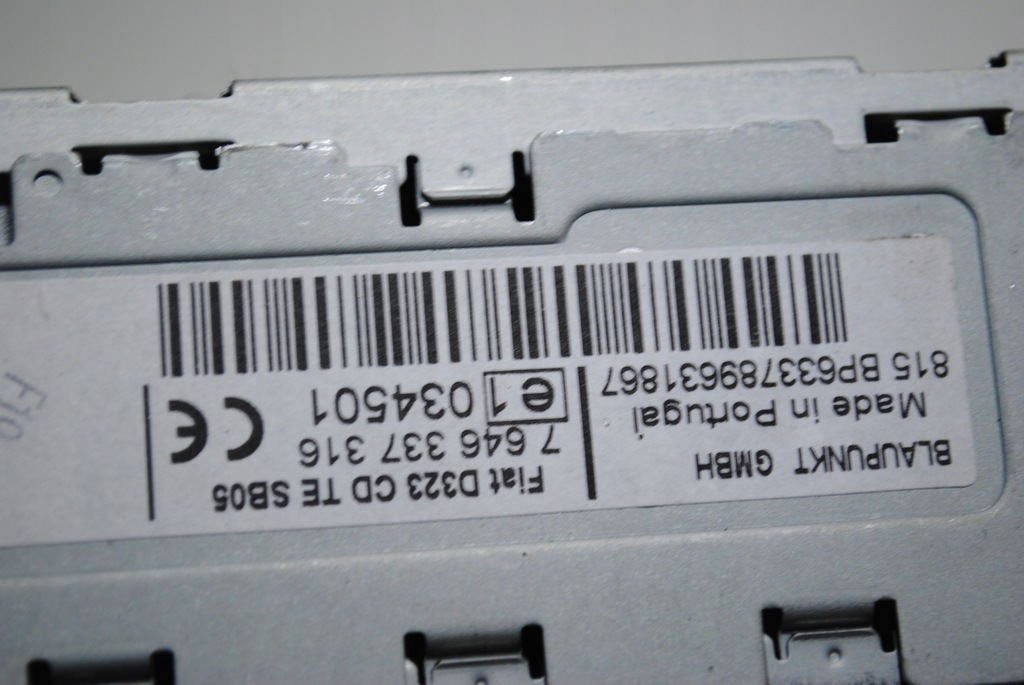 BLAUPUNKT GMBH
Made in Portugal
815 BP633789631867
Fiat D323 CD TE SB05
7 646 337 316
e1 034501
CE